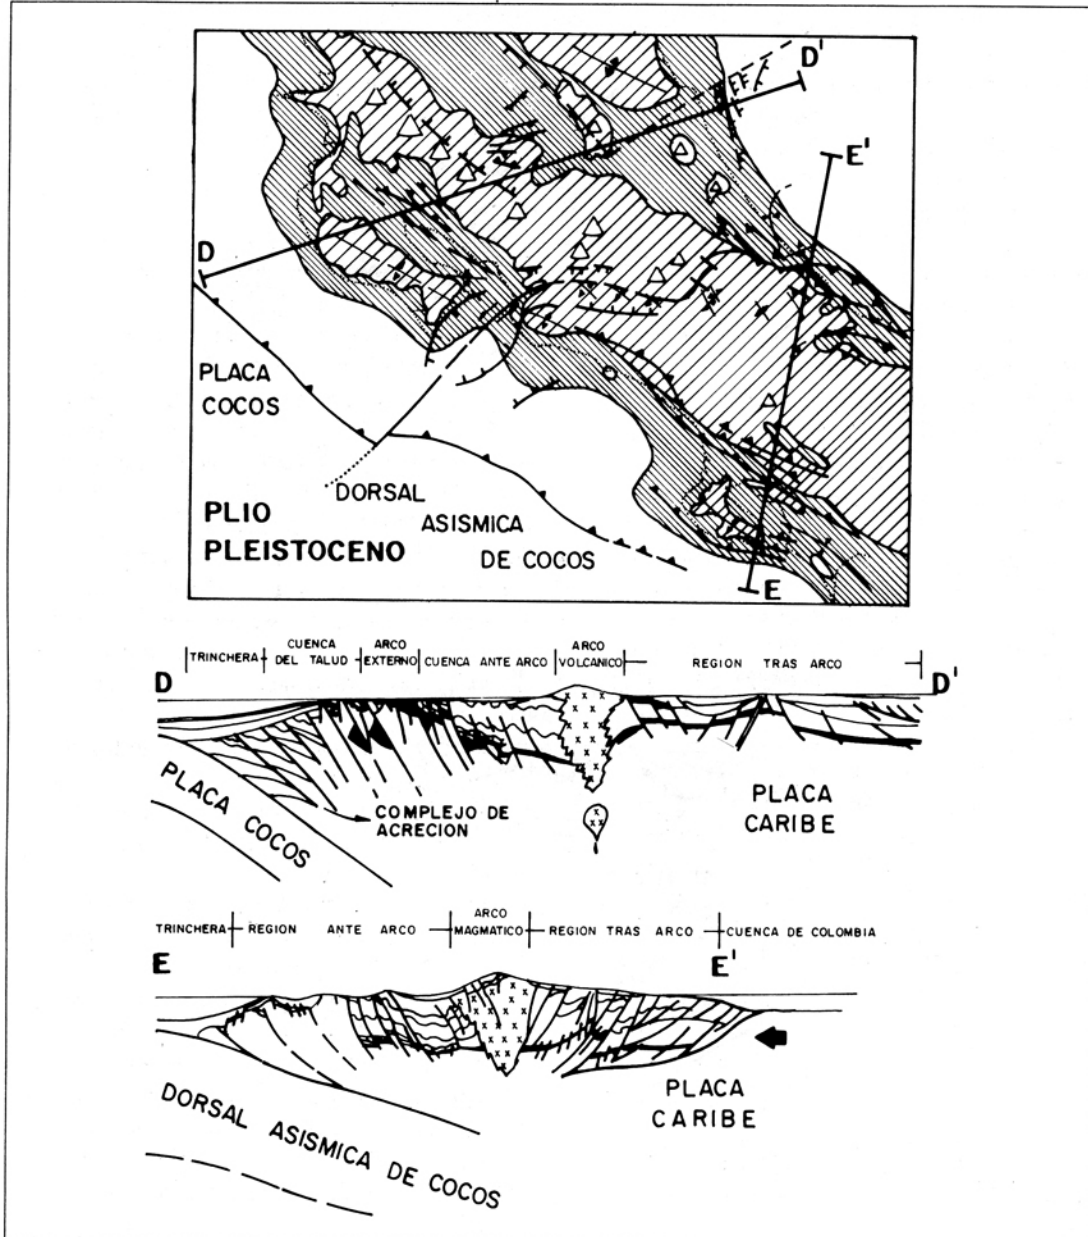 D'
E'
D
PLACA
COCOS
DORSAL
ASISMICA
DE COCOS
PLIO
PLEISTOCENO
E
TRINCHERA
CUENCA
DEL TALUD
ARCO
EXTERNO
CUENCA ANTE ARCO
ARCO
VOLCANICO
REGION TRAS ARCO
D
D'
PLACA COCOS
COMPLEJO DE
ACRECION
PLACA
CARIBE
TRINCHERA
REGION ANTE ARCO
ARCO
MAGMATICO
REGION TRAS ARCO
CUENCA DE COLOMBIA
E
E'
PLACA
CARIBE
DORSAL ASISMICA DE COCOS